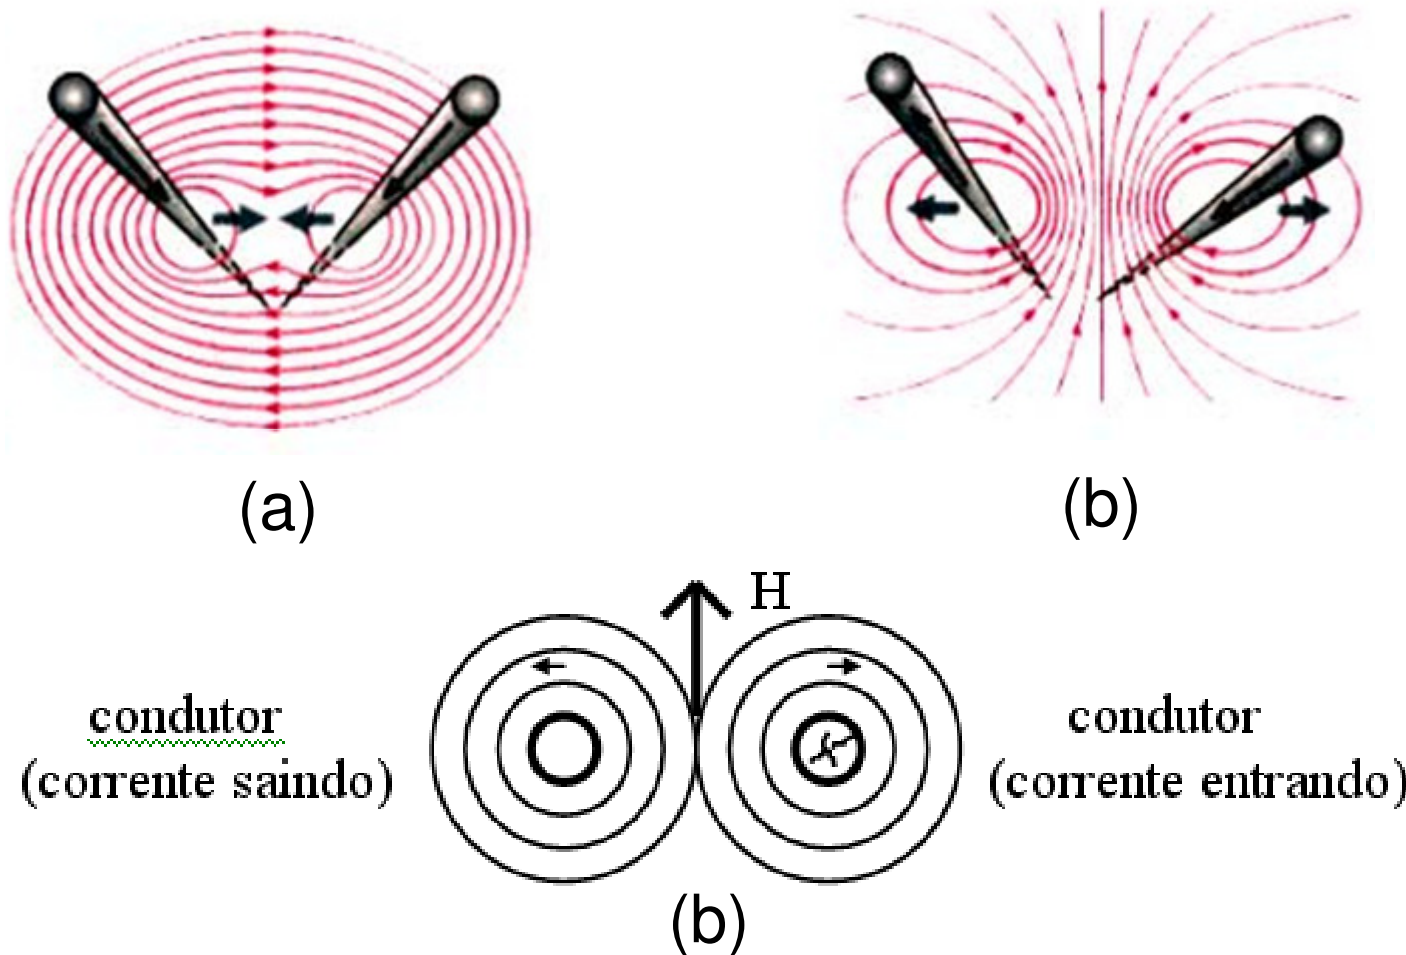 (a)
(b)
H
condutor
(corrente saindo)
condutor
(corrente entrando)
(b)